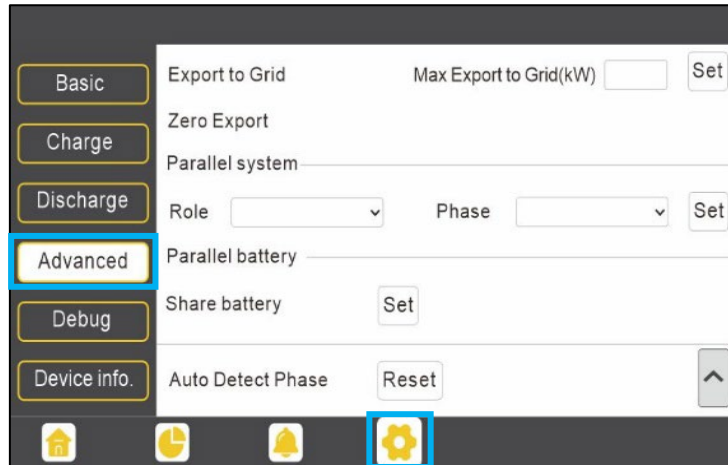 Basic
Charge
Discharge
Advanced
Debug
Device info.
Export to Grid Max Export to Grid(kW) Set
Zero Export
Parallel system
Role Phase Set
Parallel battery
Share battery Set
Auto Detect Phase Reset